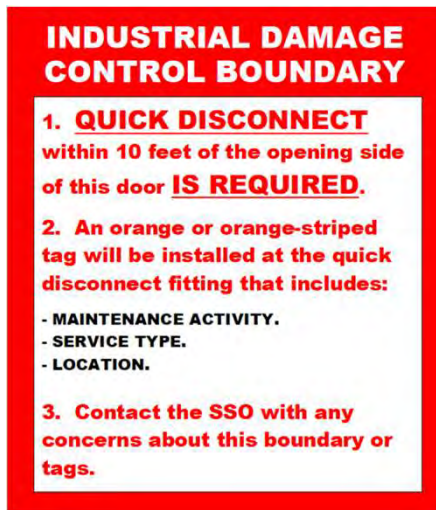 INDUSTRIAL DAMAGE
CONTROL BOUNDARY
1. QUICK DISCONNECT
within 10 feet of the opening side
of this door IS REQUIRED.
2. An orange or orange-striped
tag will be installed at the quick
disconnect fitting that includes:
- MAINTENANCE ACTIVITY.
- SERVICE TYPE.
- LOCATION.
3. Contact the SSO with any
concerns about this boundary or
tags.